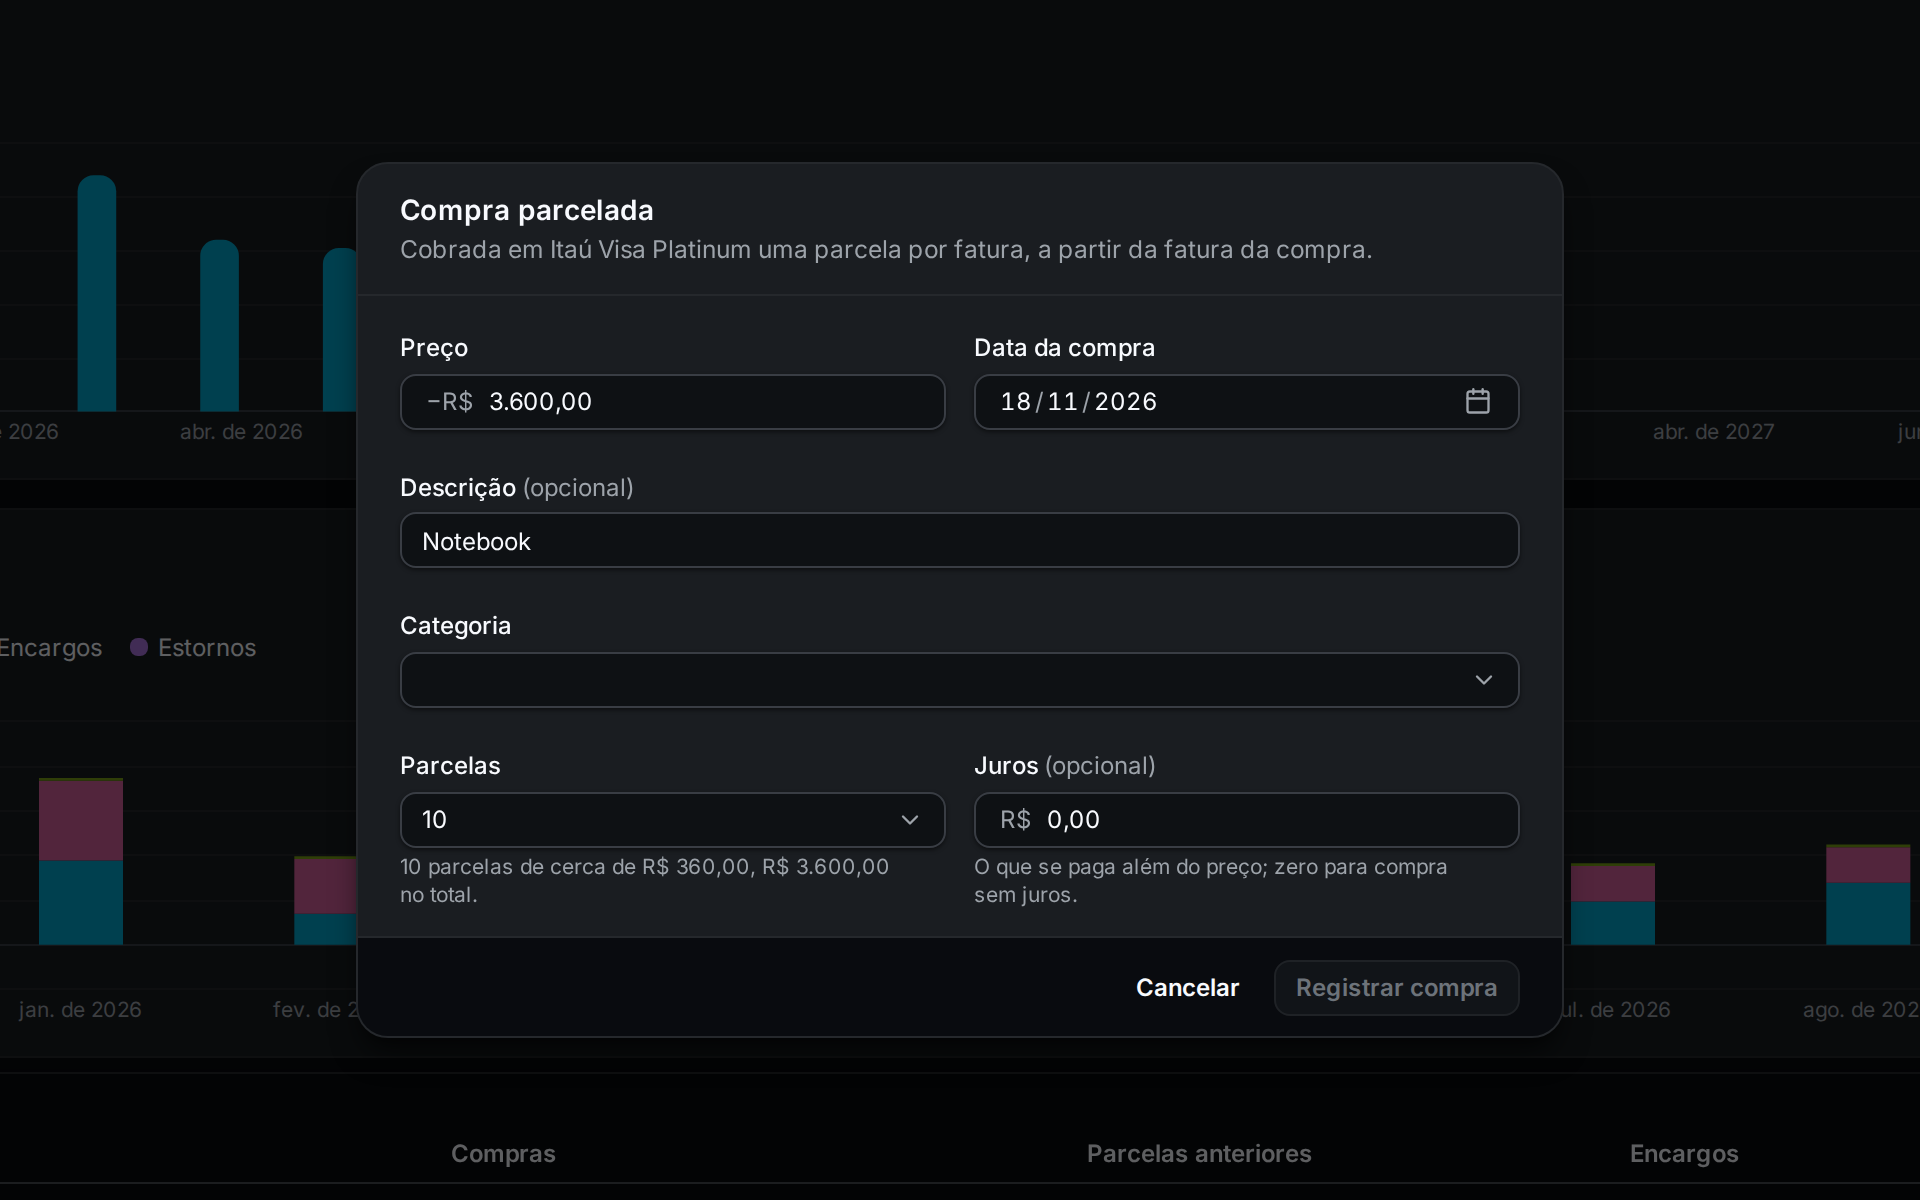 Compra parcelada
Cobrada em Itaú Visa Platinum uma parcela por fatura, a partir da fatura da compra.
Preço
Data da compra
−R$ 3.600,00
18/11/2026
Descrição (opcional)
Notebook
Categoria
Parcelas
Juros (opcional)
10
R$ 0,00
10 parcelas de cerca de R$ 360,00, R$ 3.600,00
no total.
O que se paga além do preço; zero para compra
sem juros.
Cancelar
Registrar compra
2026
abr. de 2026
abr. de 2027
Encargos
Estornos
jan. de 2026
fev. de
de 2026
ago. de
Compras
Parcelas anteriores
Encargos